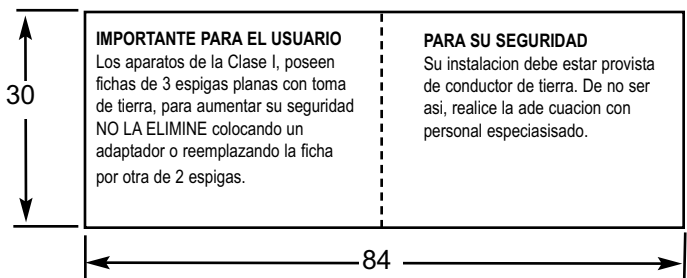 IMPORTANTE PARA EL USUARIO
Los aparatos de la Clase I, poseen
fichas de 3 espigas planas con toma
de tierra, para aumentar su seguridad
NO LA ELIMINE colocando un
adaptador o reemplazando la ficha
por otra de 2 espigas.
PARA SU SEGURIDAD
Su instalacion debe estar provista
de conductor de tierra. De no ser
asi, realice la ade cuacion con
personal especiasisado.
30
84